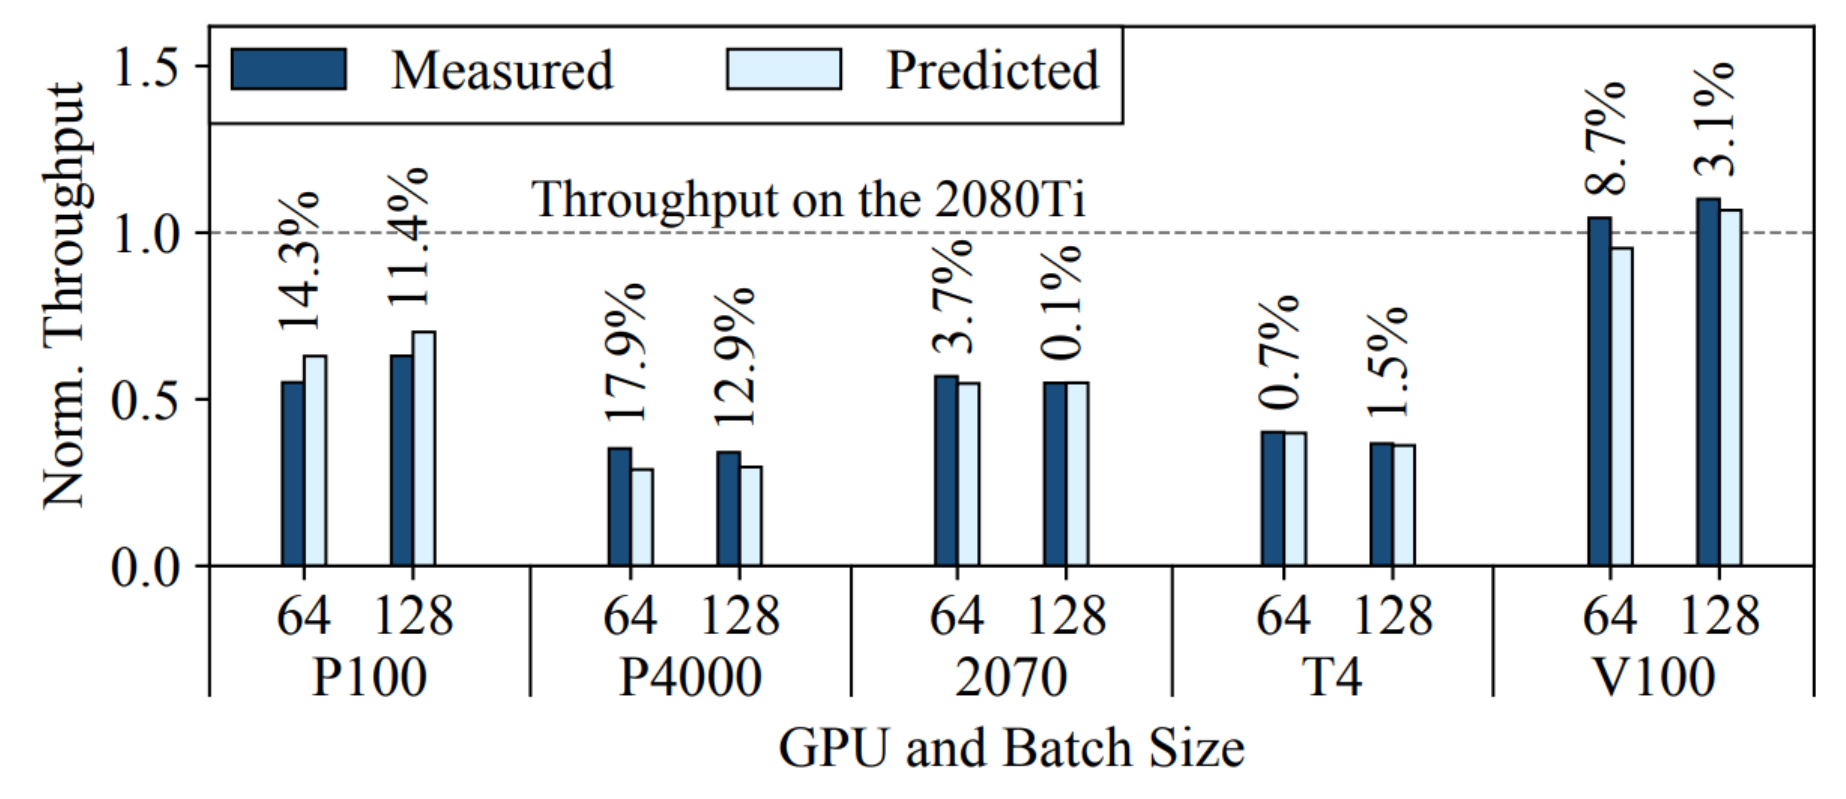 Norm. Throughput
1.5
1.0
0.5
0.0
Measured
Predicted
Throughput on the 2080Ti
14.3%
11.4%
17.9%
12.9%
3.7%
0.1%
0.7%
1.5%
8.7%
3.1%
64 128 64 128 64 128 64 128 64 128
P100 P4000 2070 T4 V100
GPU and Batch Size